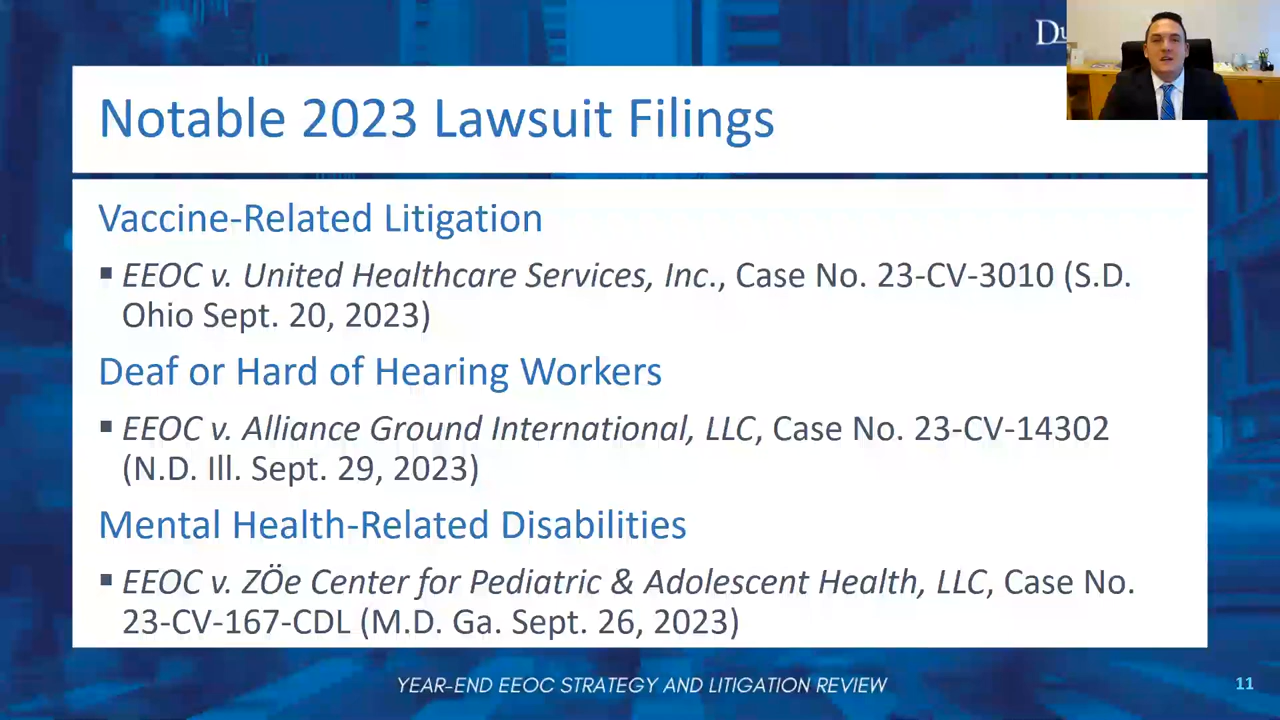 Du
Notable 2023 Lawsuit Filings
Vaccine-Related Litigation
▪ EEOC v. United Healthcare Services, Inc., Case No. 23-CV-3010 (S.D.
Ohio Sept. 20, 2023)
Deaf or Hard of Hearing Workers
▪ EEOC v. Alliance Ground International, LLC, Case No. 23-CV-14302
(N.D. Ill. Sept. 29, 2023)
Mental Health-Related Disabilities
▪ EEOC v. ZÖe Center for Pediatric & Adolescent Health, LLC, Case No.
23-CV-167-CDL (M.D. Ga. Sept. 26, 2023)
YEAR-END EEOC STRATEGY AND LITIGATION REVIEW
11